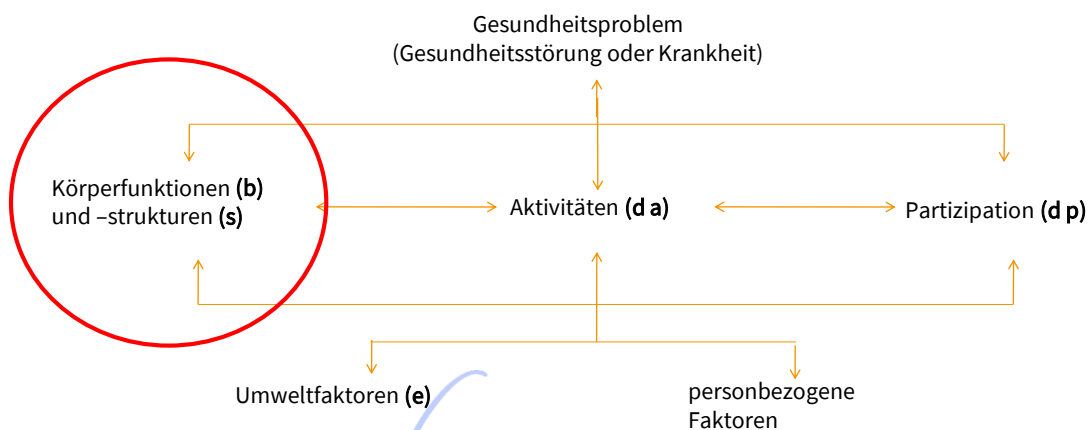 Gesundheitsproblem
(Gesundheitsstörung oder Krankheit)
Körperfunktionen (b)
und –strukturen (s)
Aktivitäten (d a)
Partizipation (d p)
Umweltfaktoren (e)
personbezogene
Faktoren